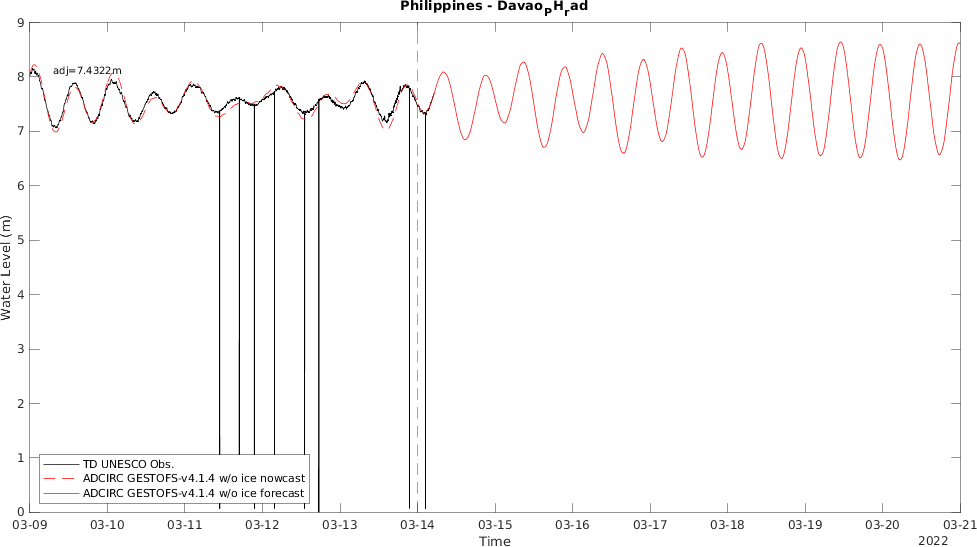 Philippines - Davao_PH_rad
9
8
7
6
5
4
3
2
1
0
Water Level (m)
adj=7.4322m
TD UNESCO Obs.
ADCIRC GESTOFS-v4.1.4 w/o ice nowcast
ADCIRC GESTOFS-v4.1.4 w/o ice forecast
03-09 03-10 03-11 03-12 03-13 03-14 03-15 03-16 03-17 03-18 03-19 03-20 03-21
Time
2022